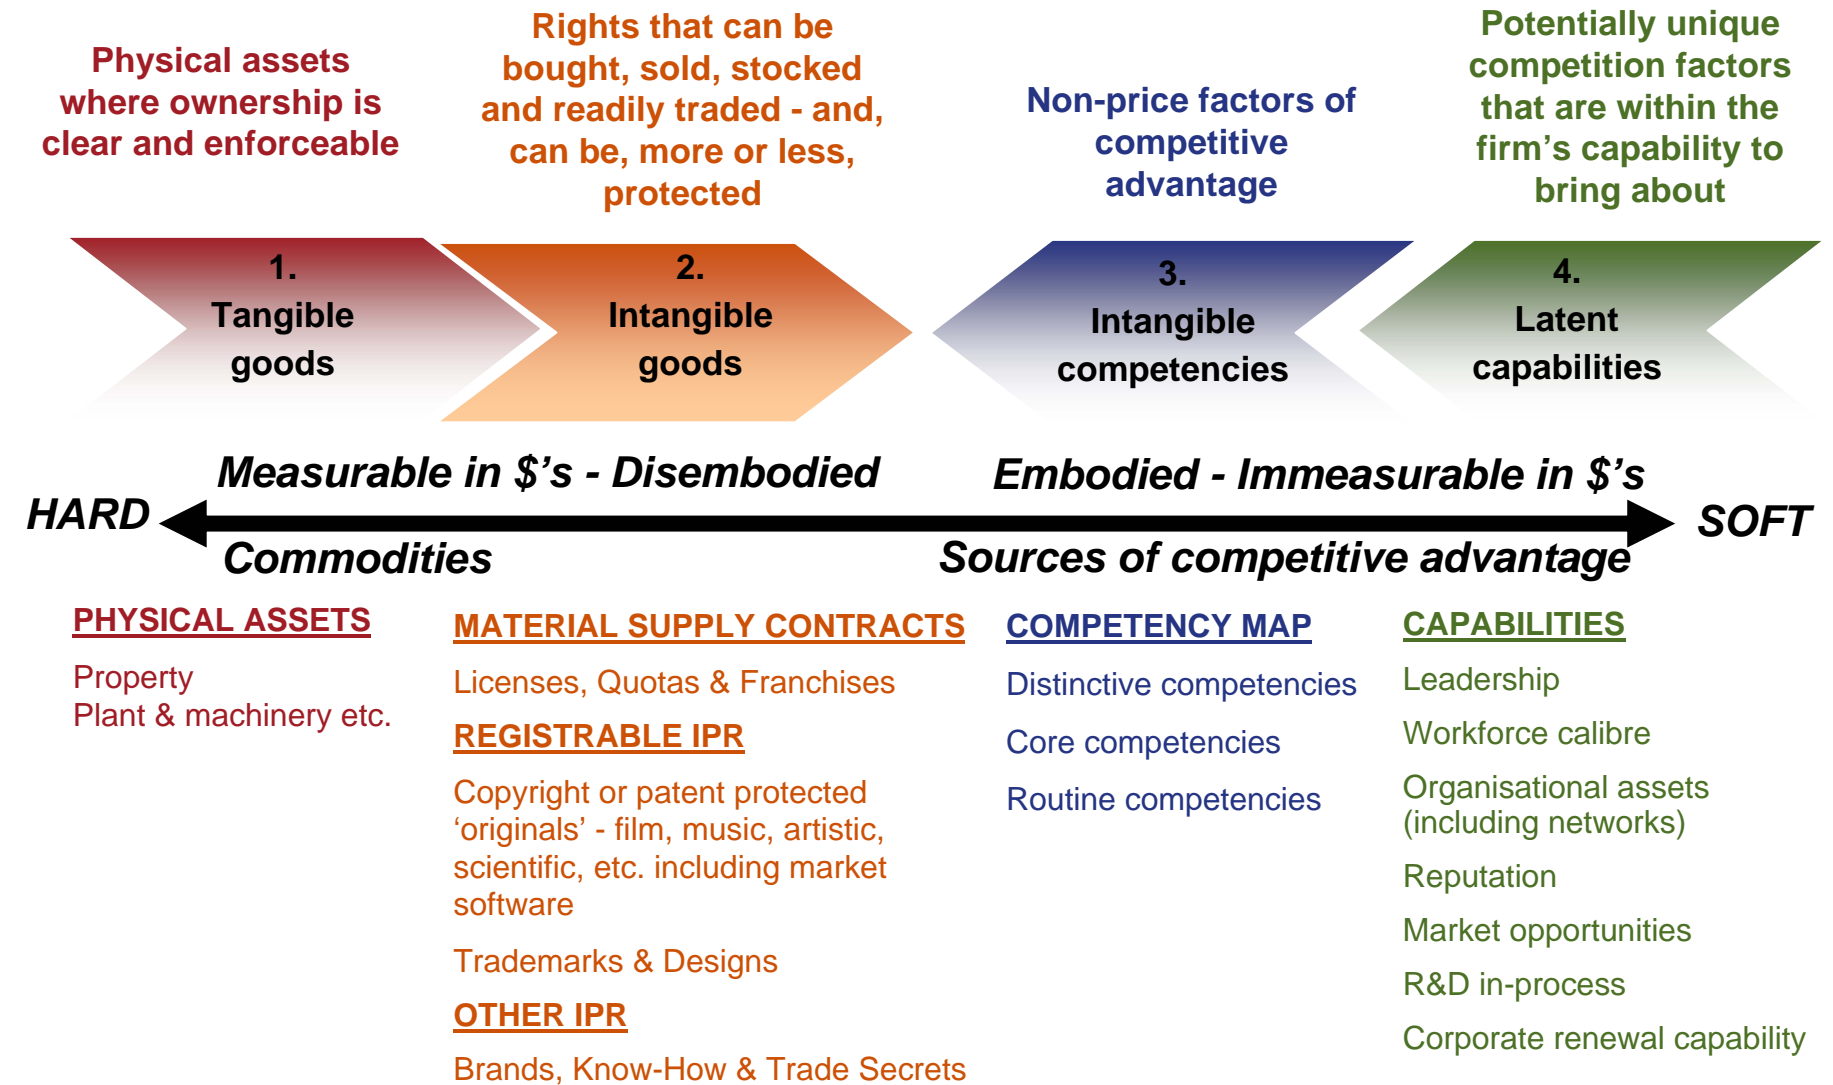 Physical assets
where ownership is
clear and enforceable
Rights that can be
bought, sold, stocked
and readily traded - and,
can be, more or less,
protected
Non-price factors of
competitive
advantage
Potentially unique
competition factors
that are within the
firm’s capability to
bring about
1.
Tangible
goods
2.
Intangible
goods
3.
Intangible
competencies
4.
Latent
capabilities
Measurable in $’s - Disembodied
Embodied - Immeasurable in $’s
HARD
SOFT
Commodities
Sources of competitive advantage
PHYSICAL ASSETS
Property
Plant & machinery etc.
MATERIAL SUPPLY CONTRACTS
Licenses, Quotas & Franchises
REGISTRABLE IPR
Copyright or patent protected
‘originals’ - film, music, artistic,
scientific, etc. including market
software
Trademarks & Designs
OTHER IPR
Brands, Know-How & Trade Secrets
COMPETENCY MAP
Distinctive competencies
Core competencies
Routine competencies
CAPABILITIES
Leadership
Workforce calibre
Organisational assets
(including networks)
Reputation
Market opportunities
R&D in-process
Corporate renewal capability